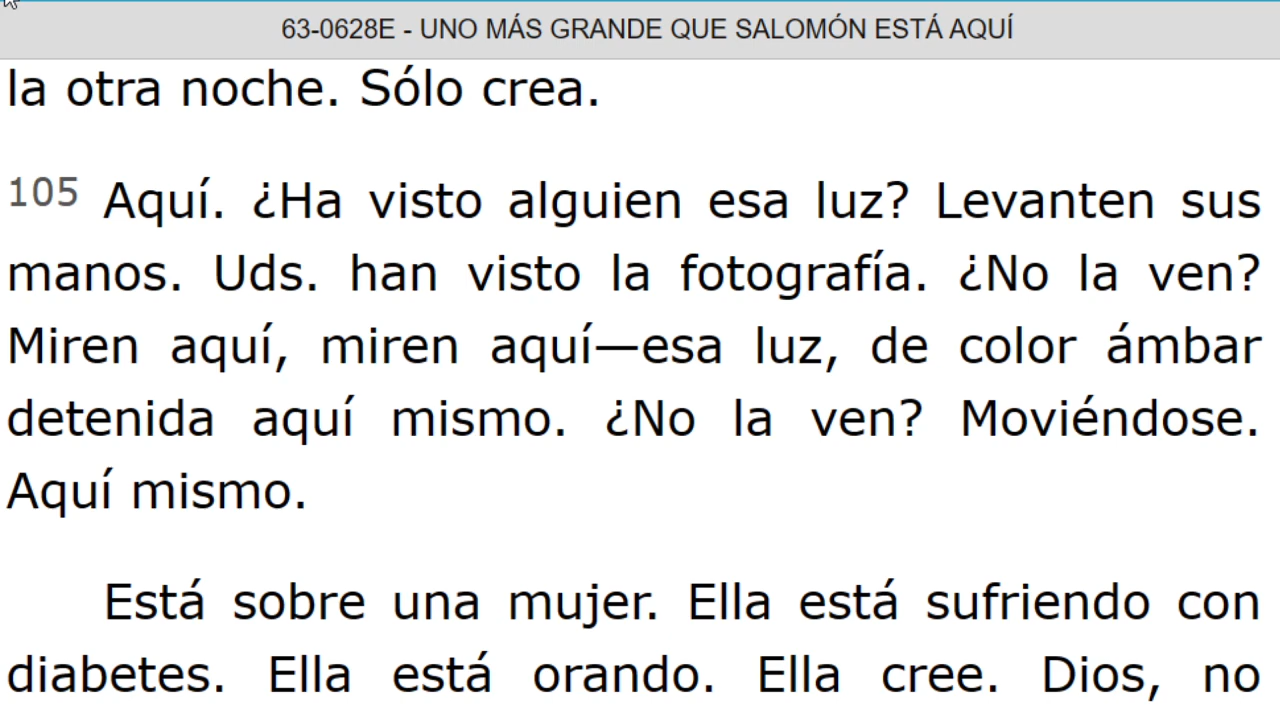 63-0628E - UNO MÁS GRANDE QUE SALOMÓN ESTÁ AQUÍ
la otra noche. Sólo crea.
105 Aquí. ¿Ha visto alguien esa luz? Levanten sus
manos. Uds. han visto la fotografía. ¿No la ven?
Miren aquí, miren aquí—esa luz, de color ámbar
detenida aquí mismo. ¿No la ven? Moviéndose.
Aquí mismo.
Está sobre una mujer. Ella está sufriendo con
diabetes. Ella está orando. Ella cree. Dios, no